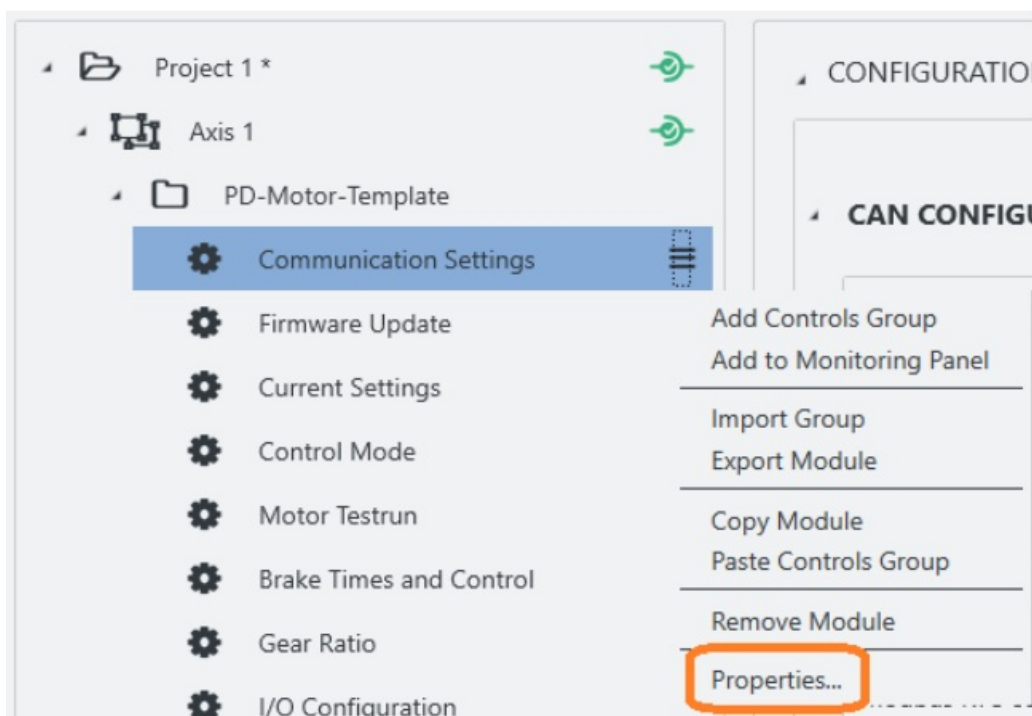 Project 1 *
Axis 1
PD-Motor-Template
Communication Settings
Firmware Update
Current Settings
Control Mode
Motor Testrun
Brake Times and Control
Gear Ratio
I/O Configuration
CONFIGURATIO
CAN CONFIGU
Add Controls Group
Add to Monitoring Panel
Import Group
Export Module
Copy Module
Paste Controls Group
Remove Module
Properties...